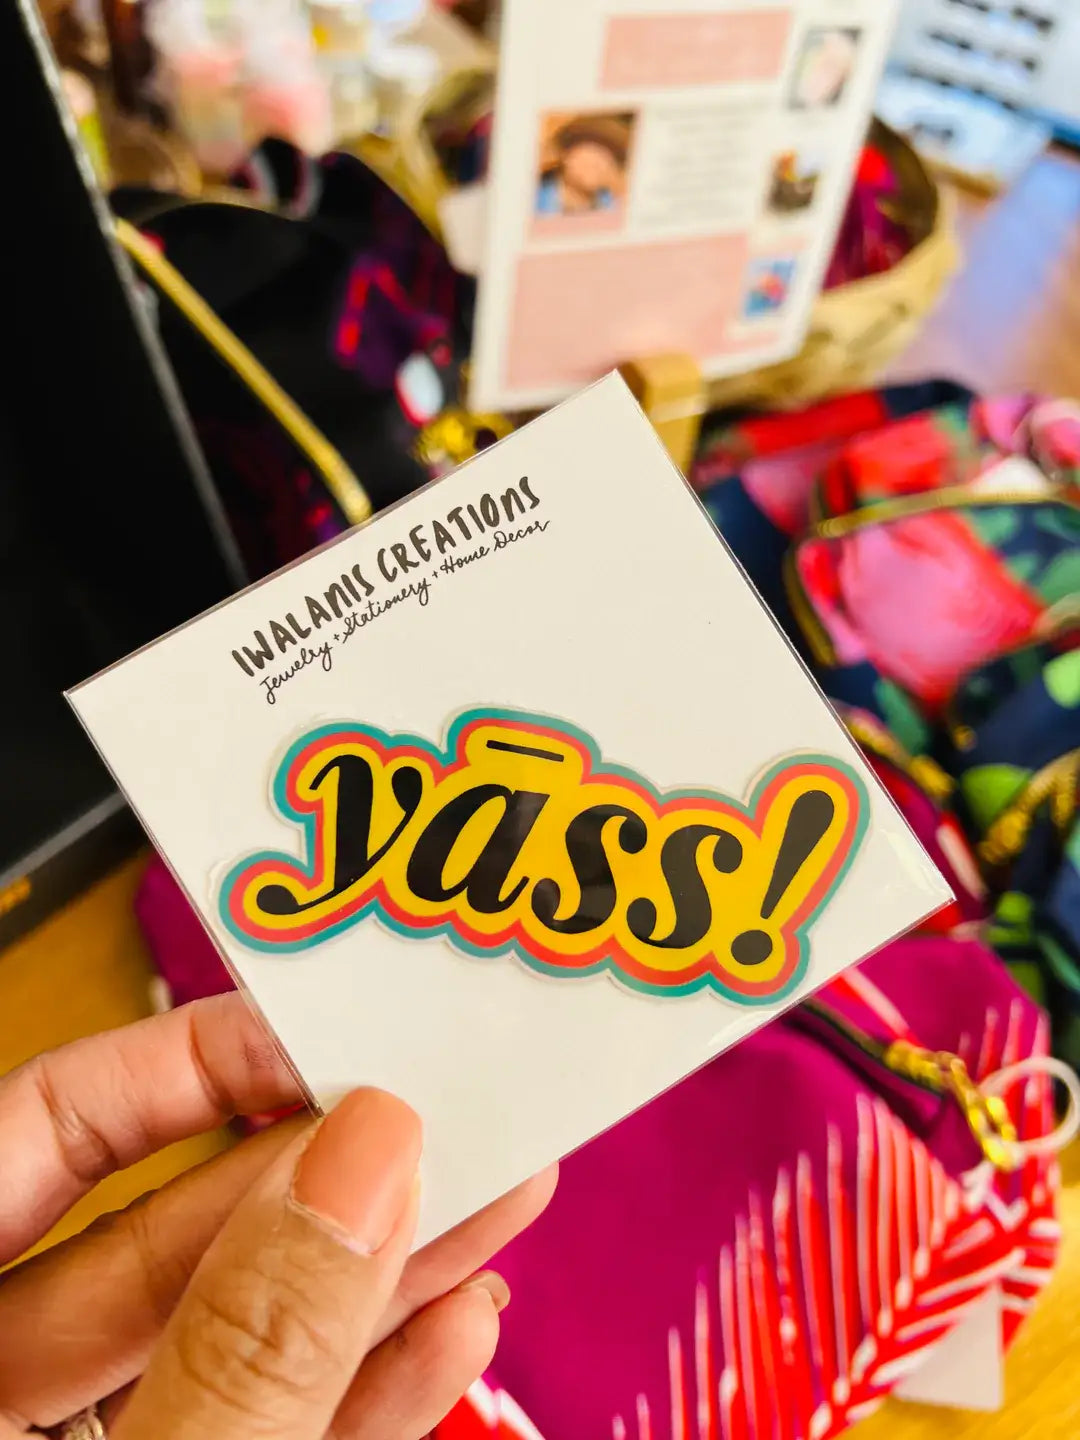 IWALANIS CREATIONS
Jewelry + Stationery + Home Decor
yāss!